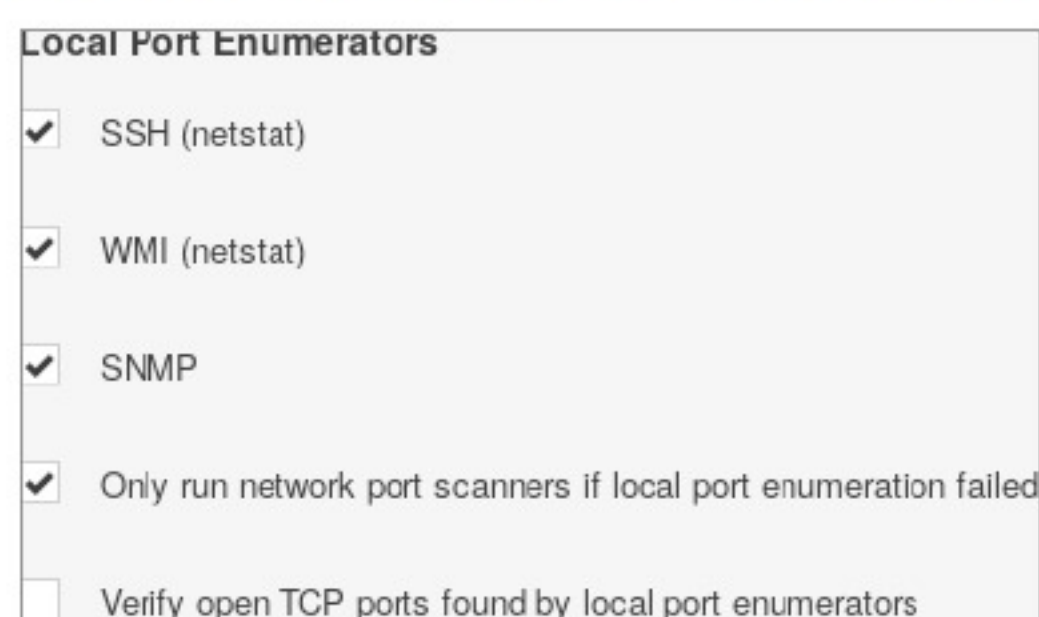 Local Port Enumerators
SSH (netstat)
WMI (netstat)
SNMP
Only run network port scanners if local port enumeration failed
Verify open TCP ports found by local port enumerators